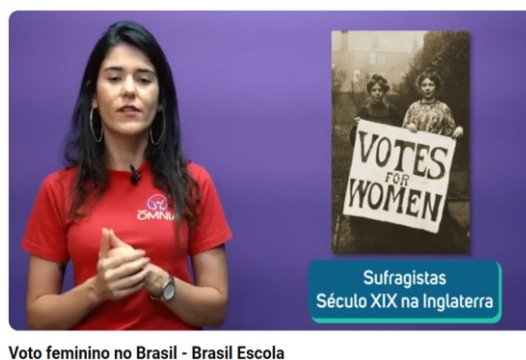 OMNIA
VOTES
FOR
WOMEN
Sufragistas
Século XIX na Inglaterra
Voto feminino no Brasil - Brasil Escola